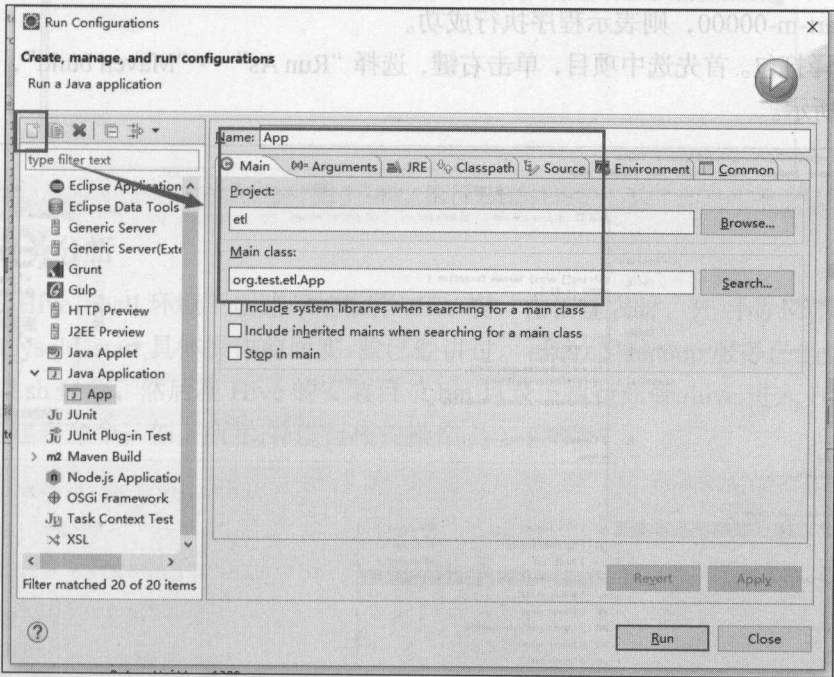 Run Configurations
Create, manage, and run configurations
Run a Java application
type filter text
Eclipse Application
Eclipse Data Tools
Generic Server
Generic Server(Exte
Grunt
Gulp
HTTP Preview
J2EE Preview
Java Applet
Java Application
App
JUnit
JUnit Plug-in Test
Maven Build
Node.js Application
OSGi Framework
Task Context Test
XSL
Filter matched 20 of 20 items
Name: App
Main (x)= Arguments JRE Classpath Source Environment Common
Project:
etl
Browse...
Main class:
org.test.etl.App
Search...
Include system libraries when searching for a main class
Include inherited mains when searching for a main class
Stop in main
Revert Apply
Run Close